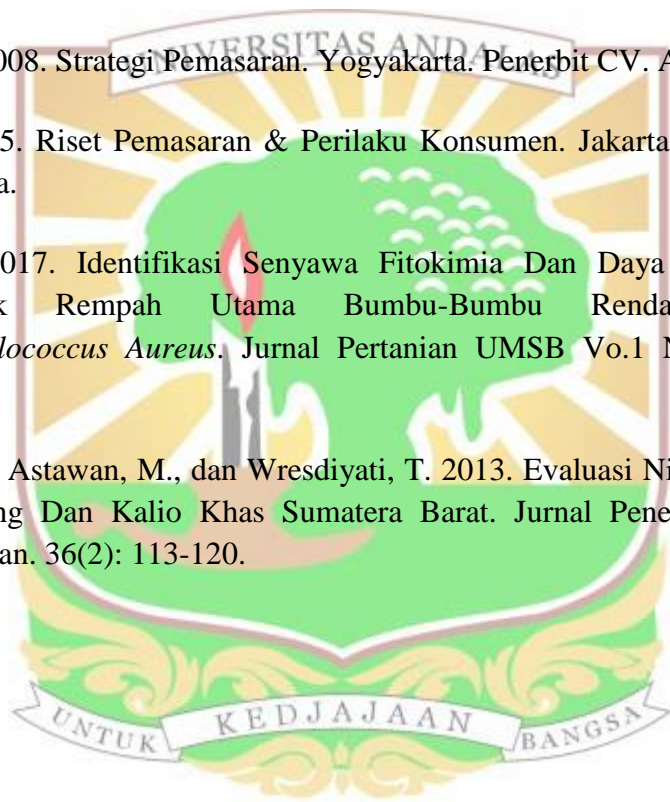 UNIVERSITAS ANDALAS
008. Strategi Pemasaran. Yogyakarta. Penerbit CV. A
5. Riset Pemasaran & Perilaku Konsumen. Jakarta
a.
017. Identifikasi Senyawa Fitokimia Dan Daya
k Rempah Utama Bumbu-Bumbu Renda
lococcus Aureus. Jurnal Pertanian UMSB Vo.1 N
Astawan, M., dan Wresdiyati, T. 2013. Evaluasi Ni
ng Dan Kalio Khas Sumatera Barat. Jurnal Pene
an. 36(2): 113-120.
UNTUK KEDJAJAAN BANGSA